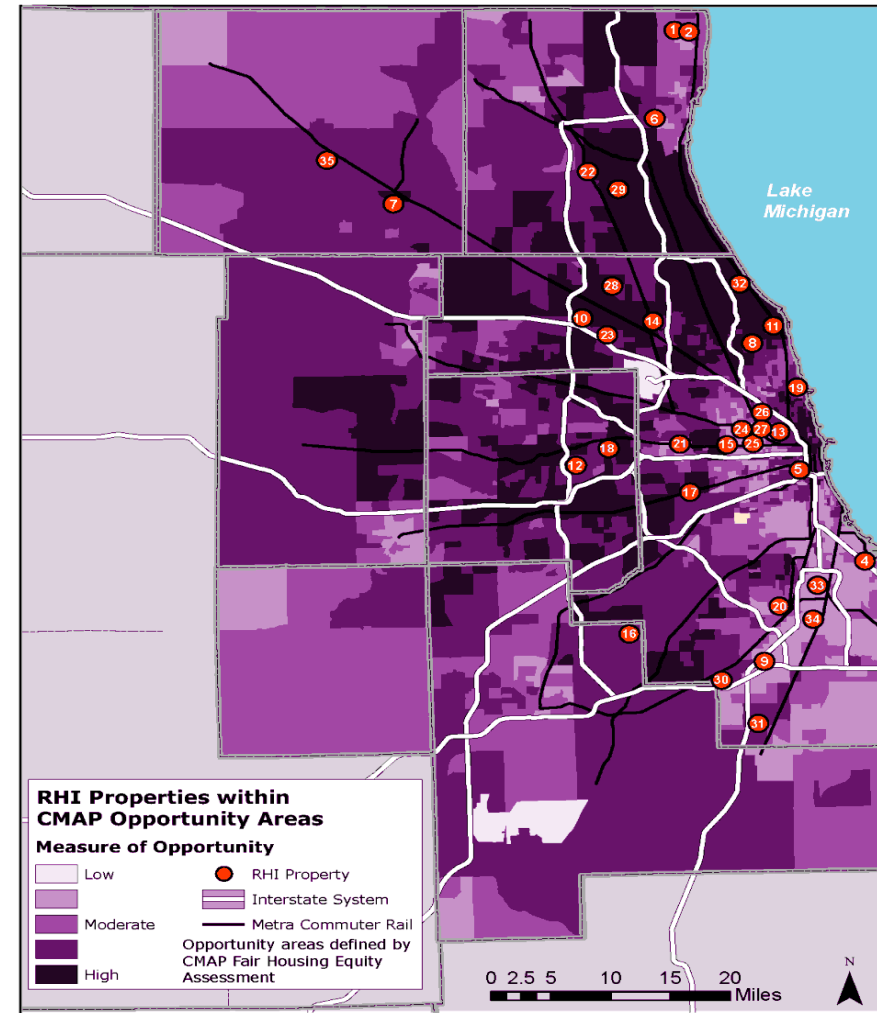 1 2
6
35
22
29
7
Lake
Michigan
28
32
10
14
11
23
8
19
26
24 27 13
21 15 25
18
12
5
17
4
33
20
34
16
9
30
31
RHI Properties within
CMAP Opportunity Areas
Measure of Opportunity
Low
RHI Property
Interstate System
Moderate
Metra Commuter Rail
Opportunity areas defined by
CMAP Fair Housing Equity
Assessment
High
N
0 2.5 5 10 15 20
Miles